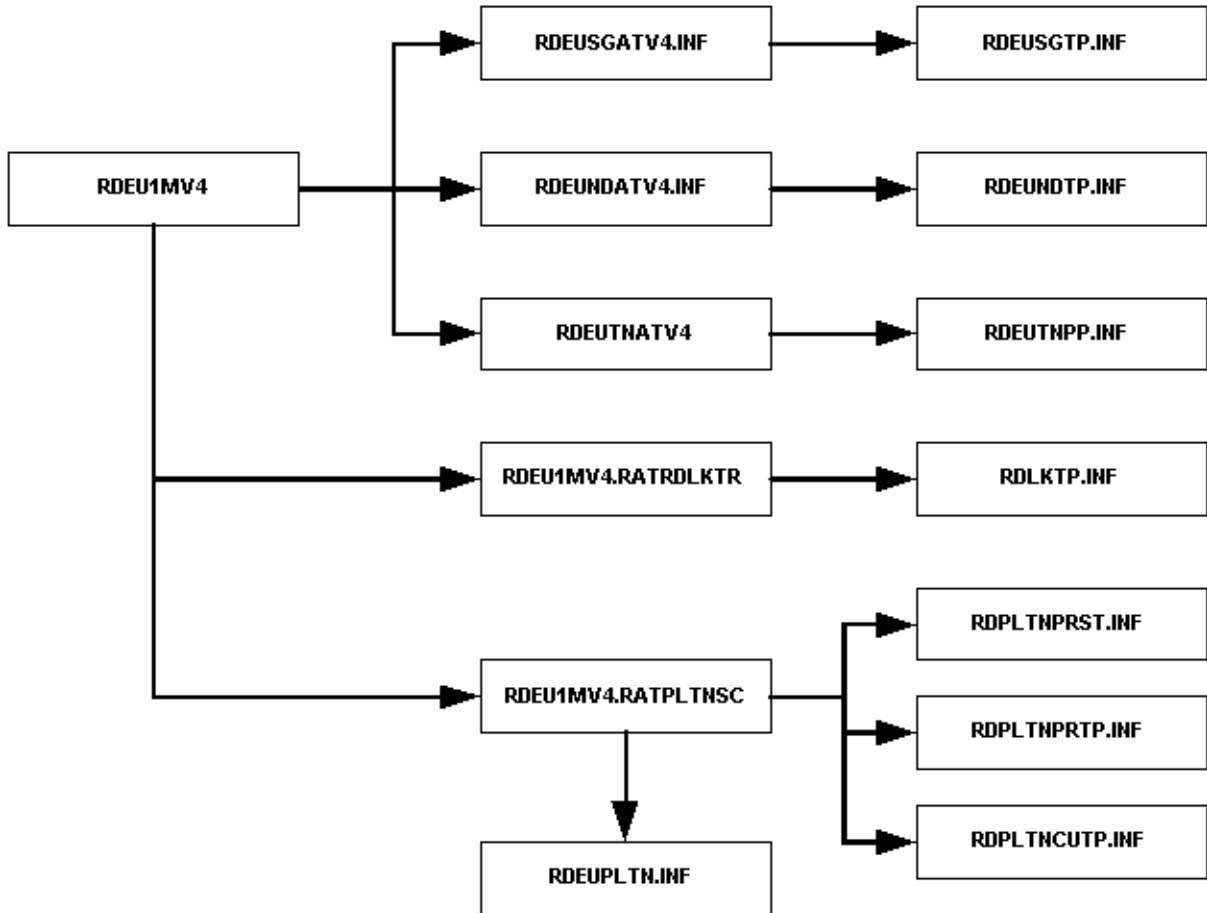 RDEUSGATV4.INF
RDEUSGTP.INF
RDEU1MV4
RDEUNDATV4.INF
RDEUNDTP.INF
RDEUTNATV4
RDEUTNPP.INF
RDEU1MV4.RATRDLKTR
RDLKTP.INF
RDPLTNPRST.INF
RDEU1MV4.RATPLTNSC
RDPLTNPRTP.INF
RDPLTNCUTP.INF
RDEUPLTN.INF